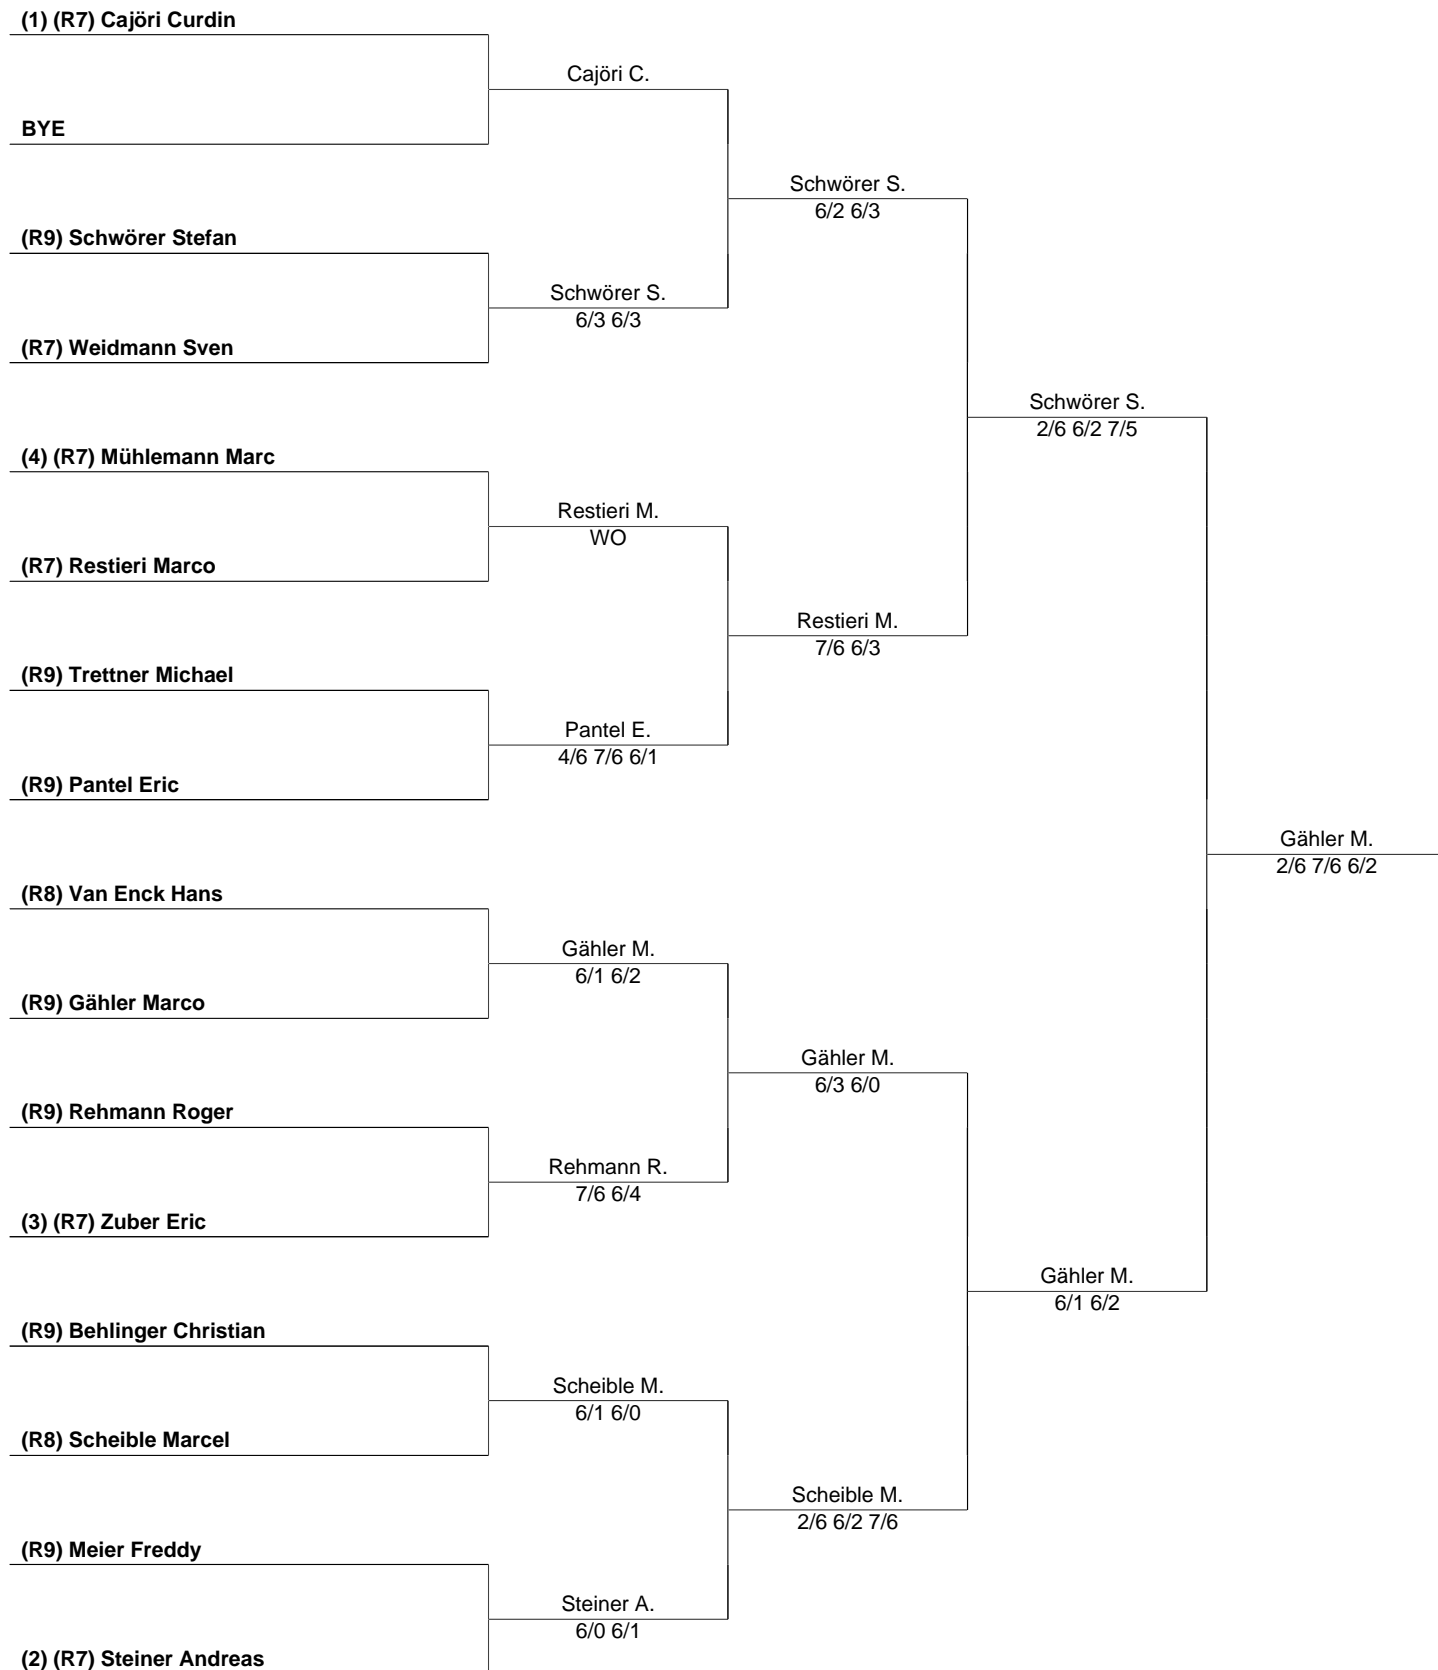 (1) (R7) Cajöri Curdin
Cajöri C.
BYE
Schwörer S.
6/2 6/3
(R9) Schwörer Stefan
Schwörer S.
6/3 6/3
(R7) Weidmann Sven
Schwörer S.
2/6 6/2 7/5
(4) (R7) Mühlemann Marc
Restieri M.
WO
(R7) Restieri Marco
Restieri M.
7/6 6/3
(R9) Trettner Michael
Pantel E.
4/6 7/6 6/1
(R9) Pantel Eric
Gähler M.
2/6 7/6 6/2
(R8) Van Enck Hans
Gähler M.
6/1 6/2
(R9) Gähler Marco
Gähler M.
6/3 6/0
(R9) Rehmann Roger
Rehmann R.
7/6 6/4
(3) (R7) Zuber Eric
Gähler M.
6/1 6/2
(R9) Behlinger Christian
Scheible M.
6/1 6/0
(R8) Scheible Marcel
Scheible M.
2/6 6/2 7/6
(R9) Meier Freddy
Steiner A.
6/0 6/1
(2) (R7) Steiner Andreas